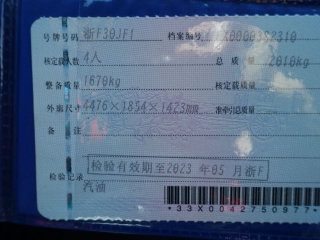 号牌号码 浙F30JF1 档案编号
核定载人数 4人 总质量 2010kg
整备质量 1670kg 核定载质量
外廓尺寸 4476×1854×1423mm 准牵引总质量
备注
检验有效期至2023年05月浙F
检验记录
汽油
*33X0042750977*